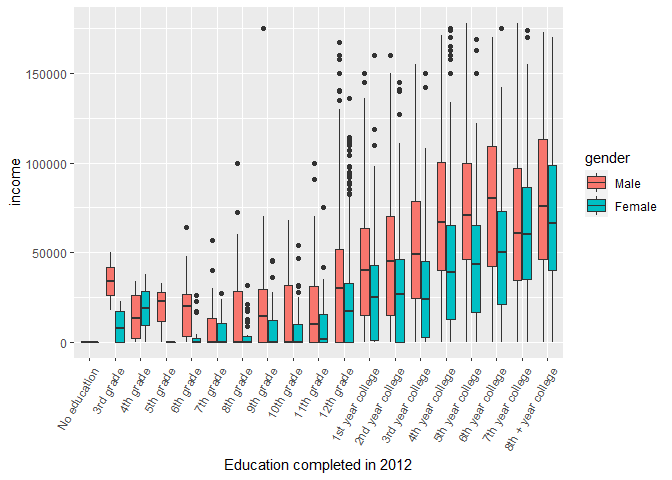 150000
100000
50000
0
income
No education
3rd grade
4th grade
5th grade
6th grade
7th grade
8th grade
9th grade
10th grade
11th grade
12th grade
1st year college
2nd year college
3rd year college
4th year college
5th year college
6th year college
7th year college
8th + year college
Education completed in 2012
gender
Male
Female